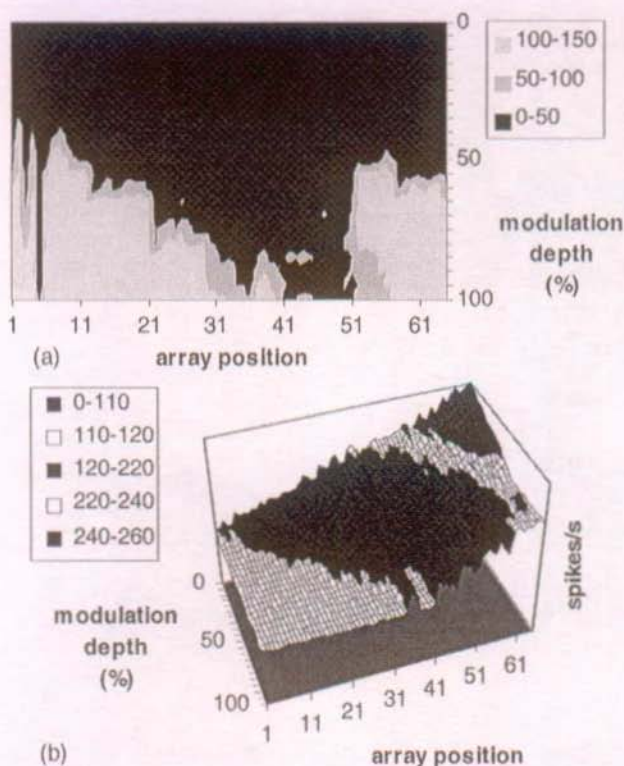 0
100-150
50-100
0-50
50
modulation
depth
(%)
100
1 11 21 31 41 51 61
(a) array position
0-110
110-120
120-220
220-240
240-260
spikes/s
0
modulation
depth
(%)
50
100
1 11 21 31 41 51 61
(b) array position